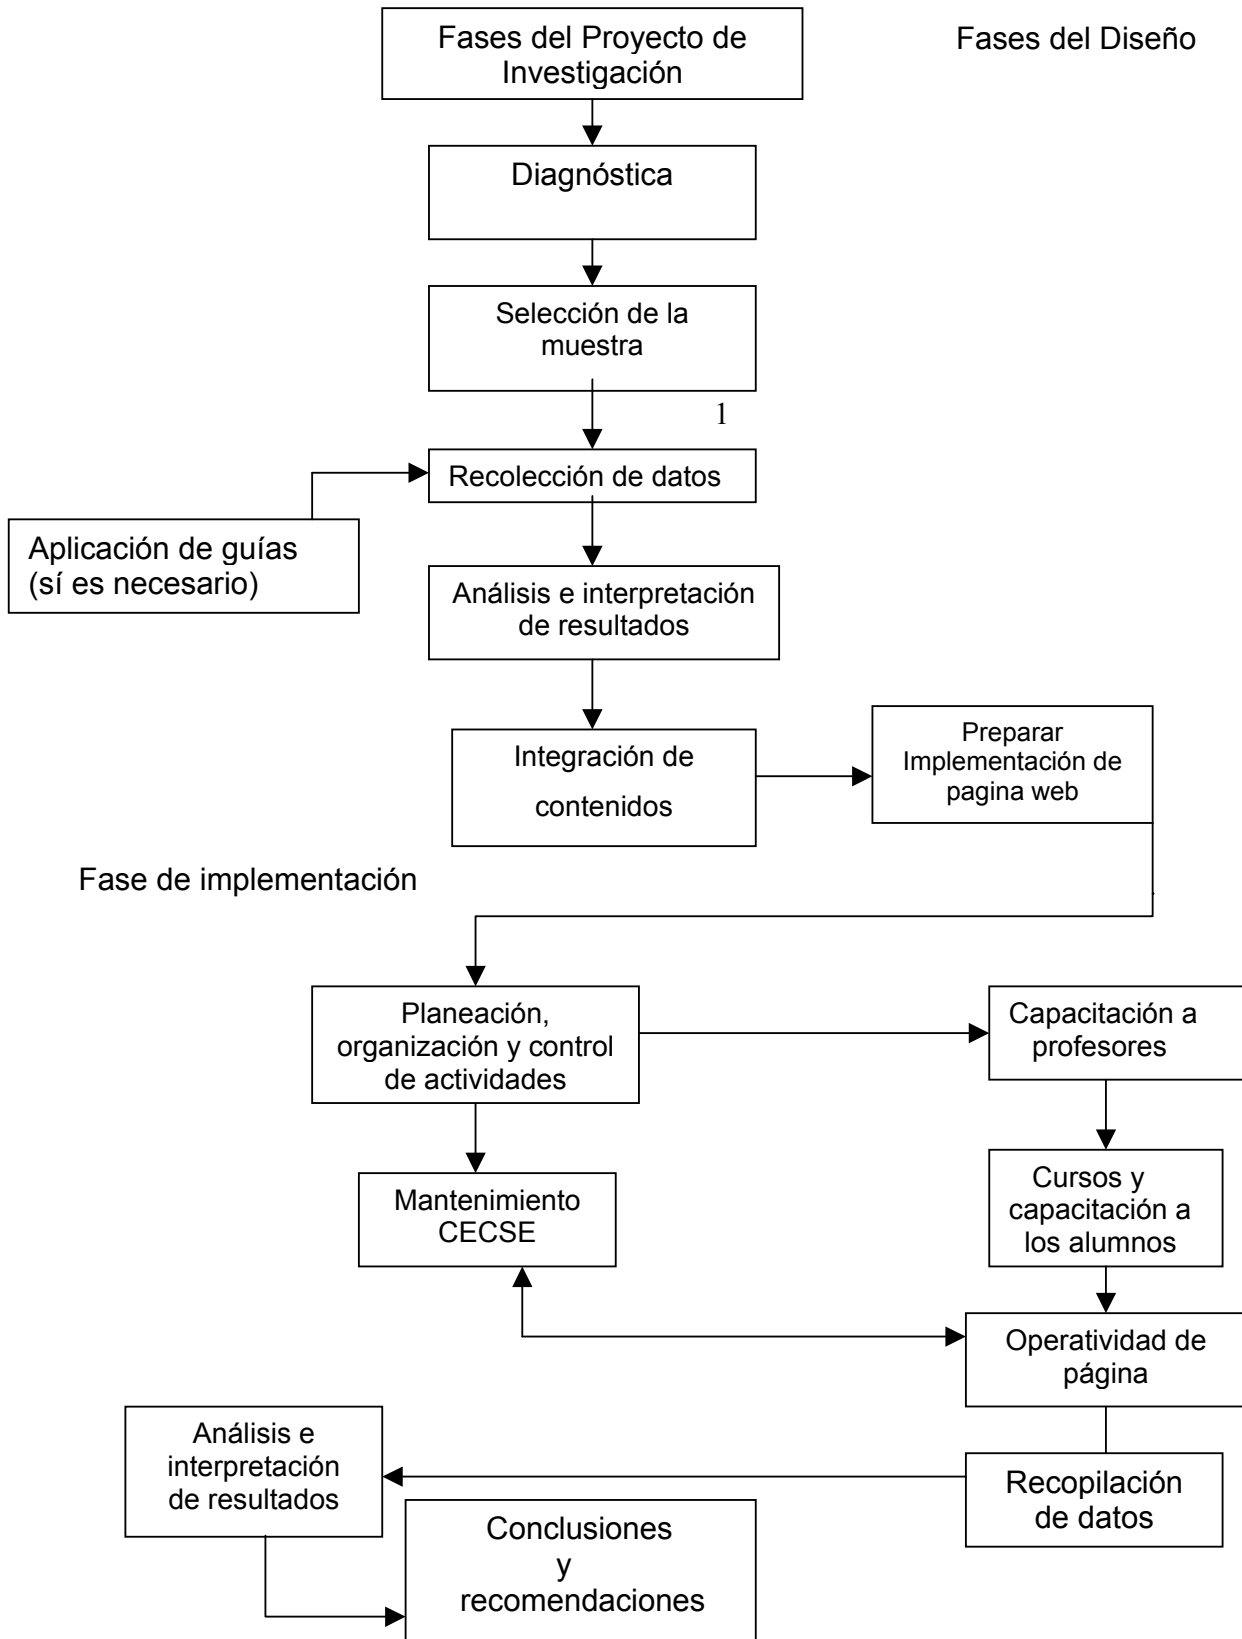 Fases del Proyecto de
Investigación
Fases del Diseño
Diagnóstica
Selección de la
muestra
1
Recolección de datos
Aplicación de guías
(sí es necesario)
Análisis e interpretación
de resultados
Integración de
contenidos
Preparar
Implementación de
pagina web
Fase de implementación
Planeación,
organización y control
de actividades
Capacitación a
profesores
Mantenimiento
CECSE
Cursos y
capacitación a
los alumnos
Operatividad de
página
Análisis e
interpretación
de resultados
Recopilación
de datos
Conclusiones
y
recomendaciones